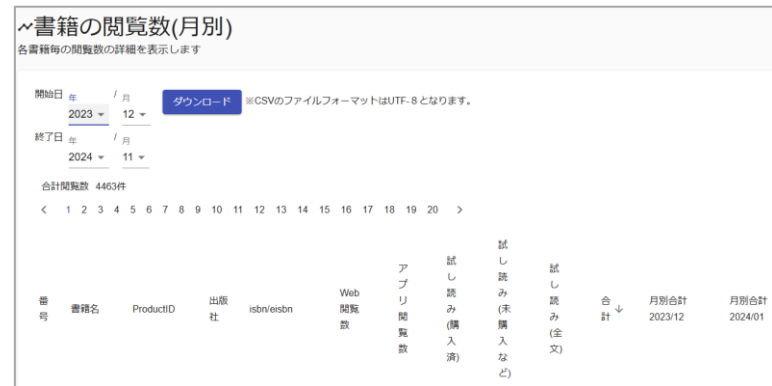 書籍の閲覧数(月別)
各書籍毎の閲覧数の詳細を表示します
開始日 年 / 月
2023 12 ダウンロード ※CSVのファイルフォーマットはUTF-8となります。
終了日 年 / 月
2024 11
合計閲覧数 4463件
< 1 2 3 4 5 6 7 8 9 10 11 12 13 14 15 16 17 18 19 20 >
番号 書籍名 ProductID 出版社 isbn/eisbn Web閲覧数 アプリ閲覧数 試し読み(購入済) 試し読み(未購入など) 試し読み(全文) 合計↓ 月別合計2023/12 月別合計2024/01